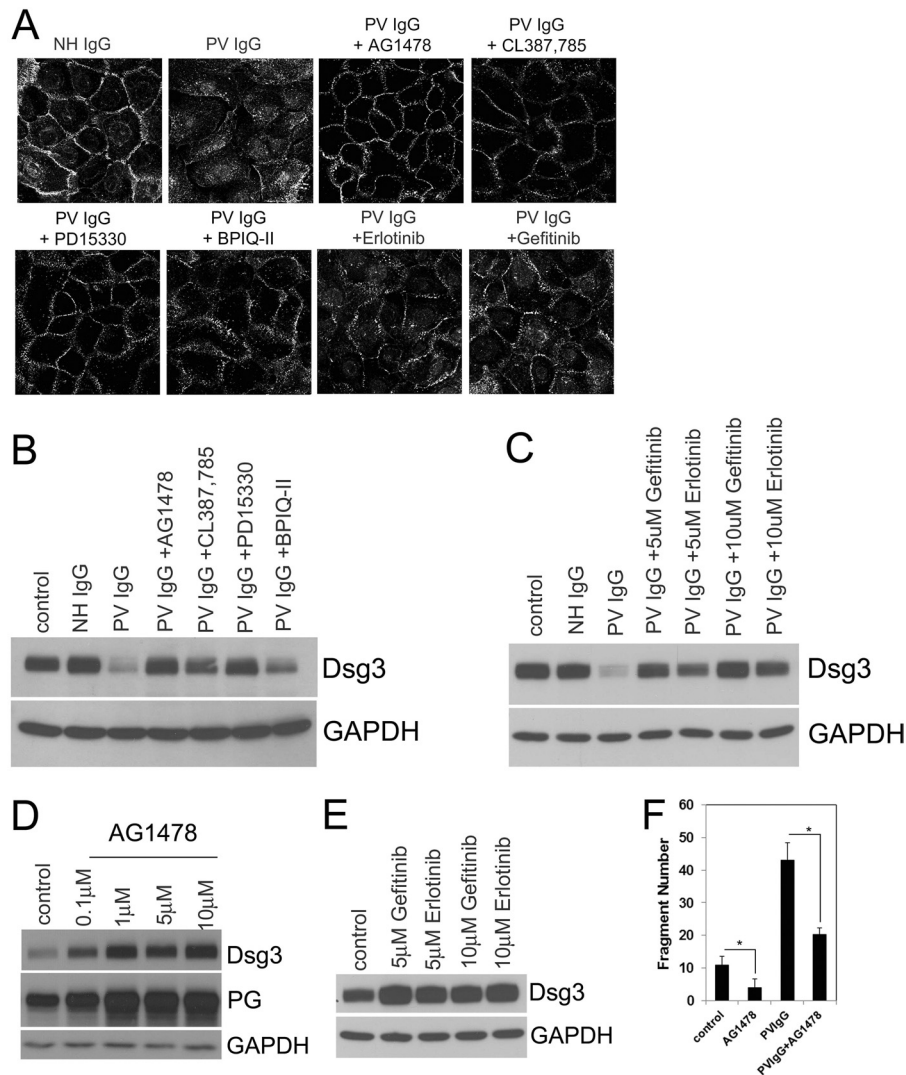 A
NH IgG
PV IgG
PV IgG
+ AG1478
PV IgG
+ CL387,785
PV IgG
+ PD15330
PV IgG
+ BPIQ-II
PV IgG
+Erlotinib
PV IgG
+Gefitinib
B
control
NH IgG
PV IgG
PV IgG +AG1478
PV IgG +CL387,785
PV IgG +PD15330
PV IgG +BPIQ-II
Dsg3
GAPDH
C
control
NH IgG
PV IgG
PV IgG +5uM Gefitinib
PV IgG +5uM Erlotinib
PV IgG +10uM Gefitinib
PV IgG +10uM Erlotinib
Dsg3
GAPDH
D
AG1478
control
0.1µM
1µM
5µM
10µM
Dsg3
PG
GAPDH
E
control
5µM Gefitinib
5µM Erlotinib
10µM Gefitinib
10µM Erlotinib
Dsg3
GAPDH
F
Fragment Number
60
50
40
30
20
10
0
*
*
control
AG1478
PVIgG
PVIgG+AG1478